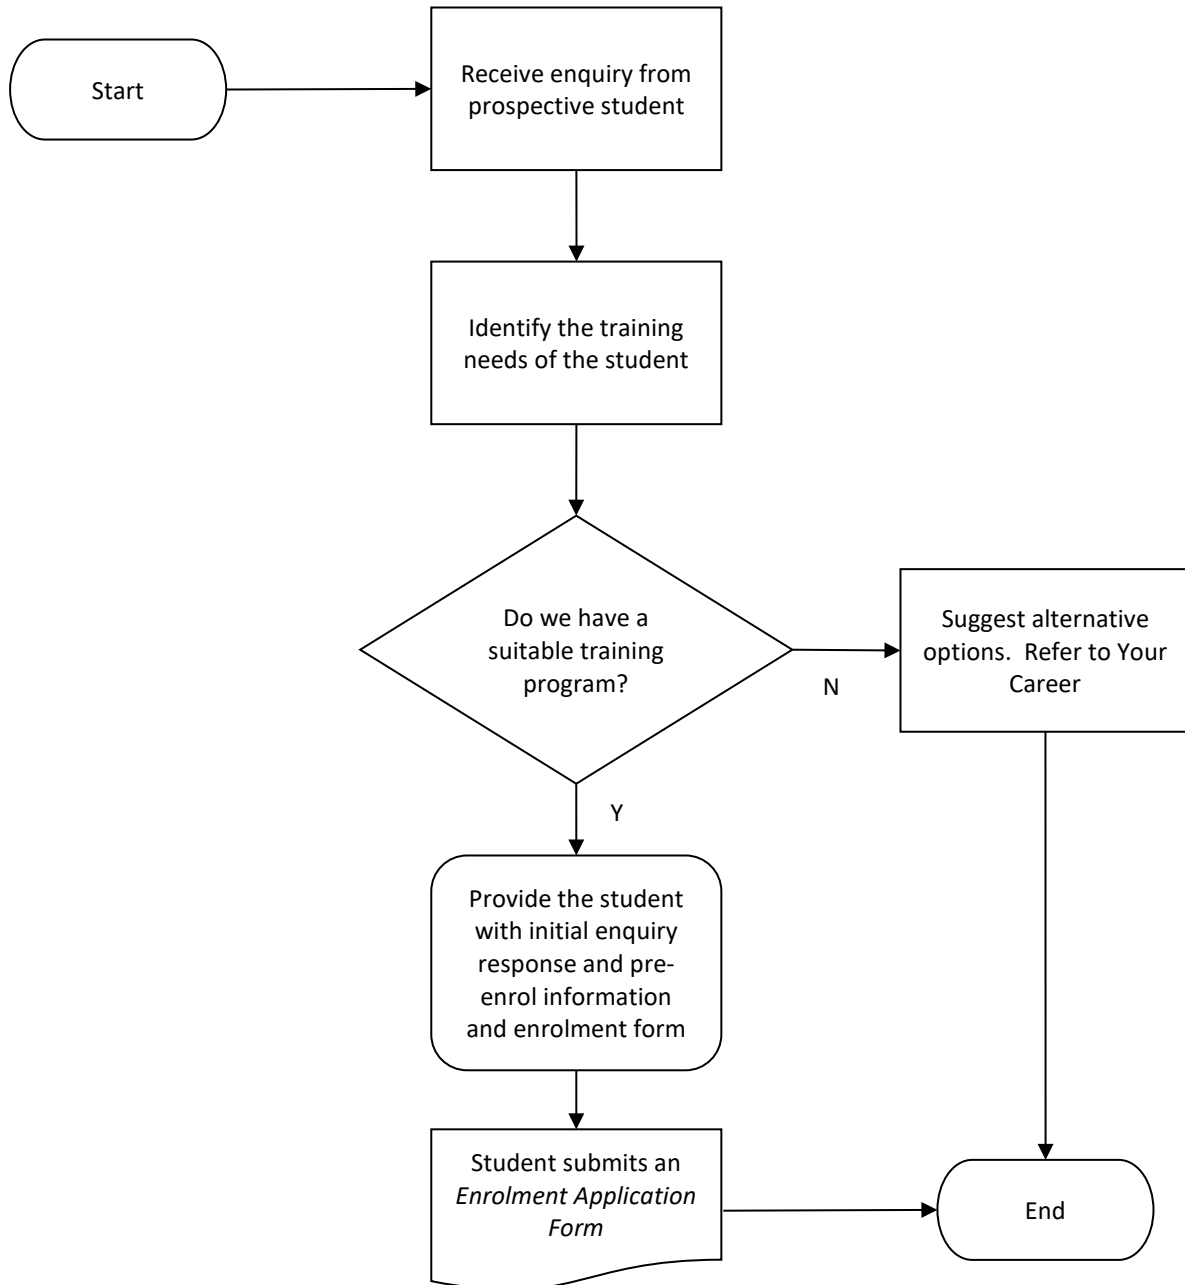 Start
Receive enquiry from
prospective student
Identify the training
needs of the student
Do we have a
suitable training
program?
N
Suggest alternative
options.  Refer to Your
Career
Y
Provide the student
with initial enquiry
response and pre-
enrol information
and enrolment form
Student submits an
Enrolment Application
Form
End